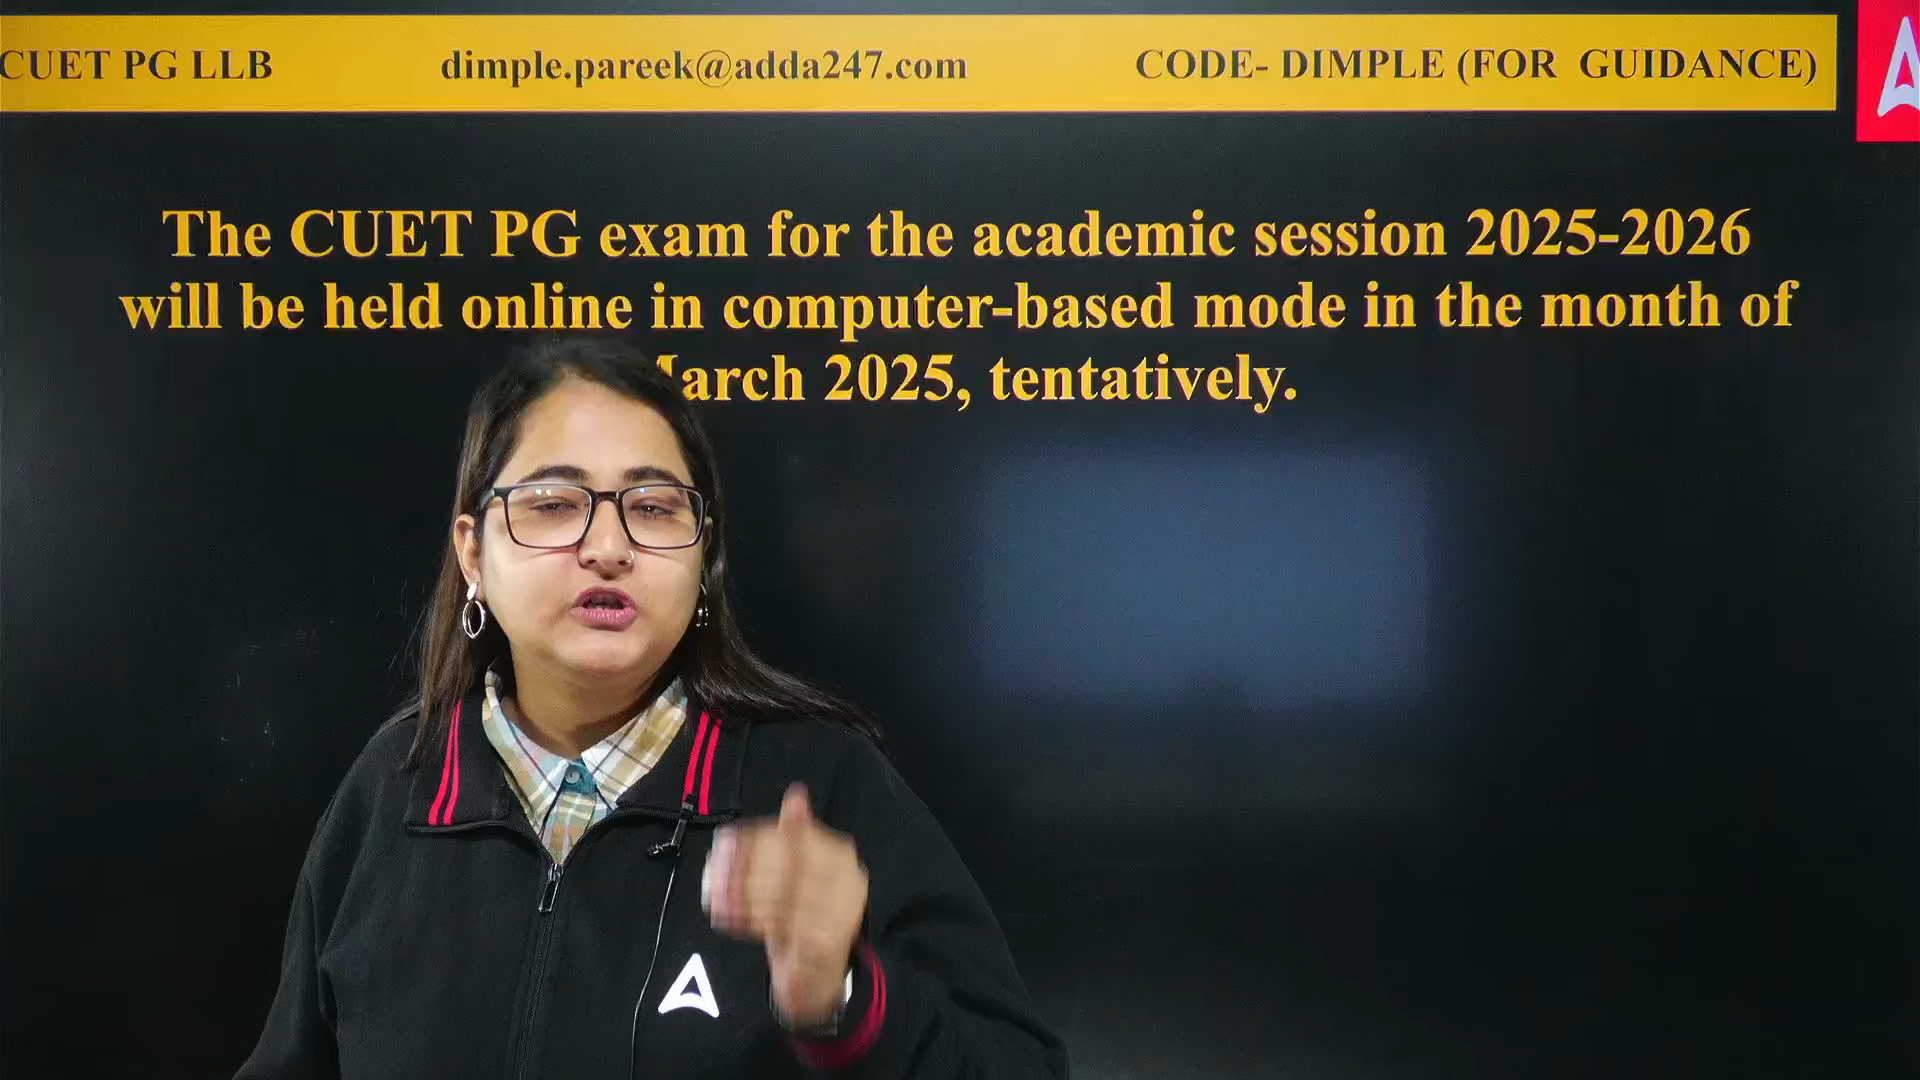 CUET PG LLB dimple.pareek@adda247.com CODE- DIMPLE (FOR GUIDANCE)
The CUET PG exam for the academic session 2025-2026
will be held online in computer-based mode in the month of
March 2025, tentatively.